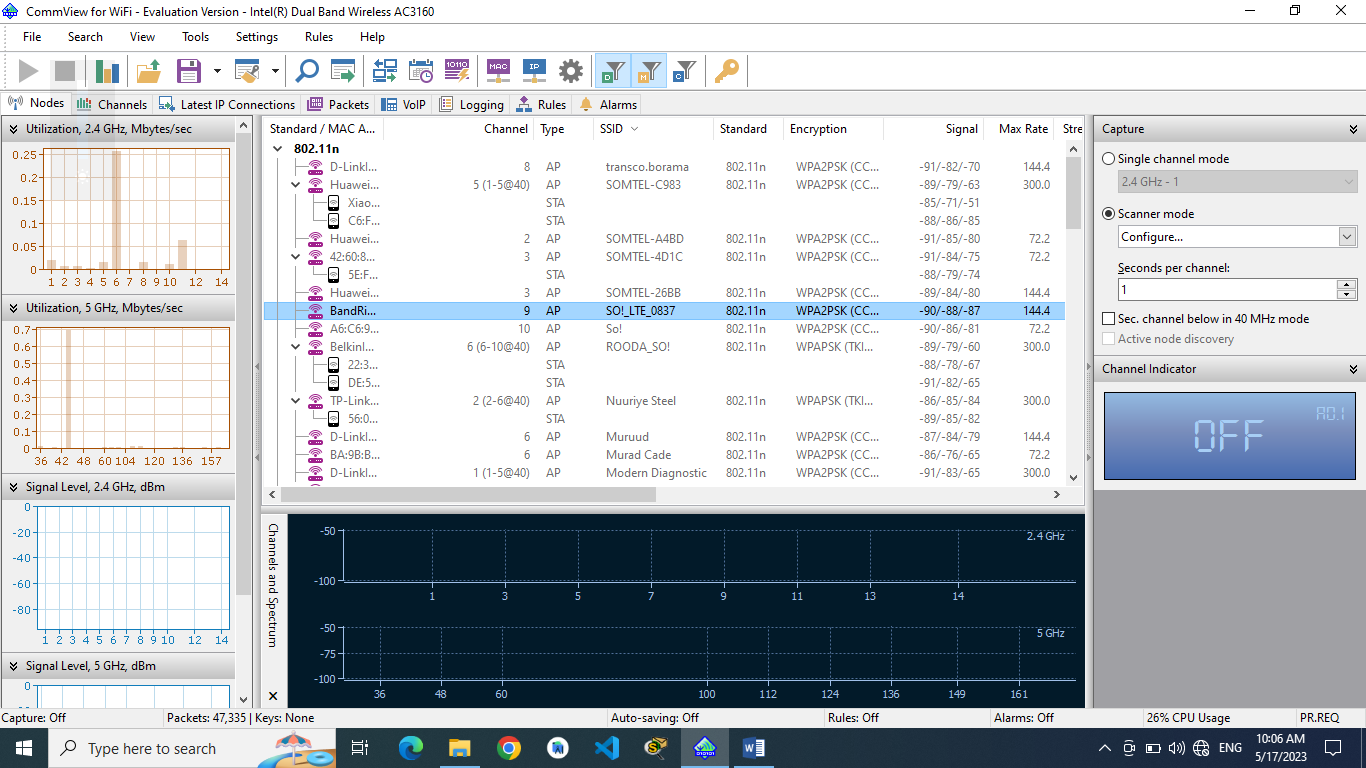 CommView for WiFi - Evaluation Version - Intel(R) Dual Band Wireless AC3160
File Search View Tools Settings Rules Help
Nodes Channels Latest IP Connections Packets VoIP Logging Rules Alarms
Utilization, 2.4 GHz, Mbytes/sec
0.25
0.2
0.15
0.1
0.05
0
1 2 3 4 5 6 7 8 9 10 12 14
Utilization, 5 GHz, Mbytes/sec
0.7
0.6
0.5
0.4
0.3
0.2
0.1
0
36 42 48 60 104 120 136 157
Signal Level, 2.4 GHz, dBm
0
-20
-40
-60
-80
1 2 3 4 5 6 7 8 9 10 12 14
Signal Level, 5 GHz, dBm
0
-20
Standard / MAC A... Channel Type SSID Standard Encryption Signal Max Rate Stre
802.11n
D-LinkI... 8 AP transco.borama 802.11n WPA2PSK (CC... -91/-82/-70 144.4
Huawei... 5 (1-5@40) AP SOMTEL-C983 802.11n WPA2PSK (CC... -89/-79/-63 300.0
Xiao... STA -85/-71/-51
C6:F... STA -88/-86/-85
Huawei... 2 AP SOMTEL-A4BD 802.11n WPA2PSK (CC... -91/-85/-80 72.2
42:60:8... 3 AP SOMTEL-4D1C 802.11n WPA2PSK (CC... -91/-84/-75 72.2
5E:F... STA -88/-79/-74
Huawei... 3 AP SOMTEL-26BB 802.11n WPA2PSK (CC... -89/-84/-80 144.4
BandRi... 9 AP SO!_LTE_0837 802.11n WPA2PSK (CC... -90/-88/-87 144.4
A6:C6:9... 10 AP So! 802.11n WPA2PSK (CC... -90/-86/-81 72.2
BelkinI... 6 (6-10@40) AP ROODA_SO! 802.11n WPAPSK (TKI... -89/-79/-60 300.0
22:3... STA -88/-78/-67
DE:5... STA -91/-82/-65
TP-Link... 2 (2-6@40) AP Nuuriye Steel 802.11n WPAPSK (TKI... -86/-85/-84 300.0
56:0... STA -89/-85/-82
D-LinkI... 6 AP Muruud 802.11n WPA2PSK (CC... -87/-84/-79 144.4
BA:9B:B... 6 AP Murad Cade 802.11n WPA2PSK (CC... -86/-76/-65 72.2
D-LinkI... 1 (1-5@40) AP Modern Diagnostic 802.11n WPA2PSK (CC... -91/-83/-65 300.0
Channels and Spectrum
-50
-100
2.4 GHz
1 3 5 7 9 11 13 14
-50
-75
-100
5 GHz
36 48 60 100 112 124 136 149 161
Capture
Single channel mode
2.4 GHz - 1
Scanner mode
Configure...
Seconds per channel:
1
Sec. channel below in 40 MHz mode
Active node discovery
Channel Indicator
A0.1
OFF
Capture: Off Packets: 47,335 | Keys: None Auto-saving: Off Rules: Off Alarms: Off 26% CPU Usage PR.REQ
Type here to search
ENG
10:06 AM
5/17/2023